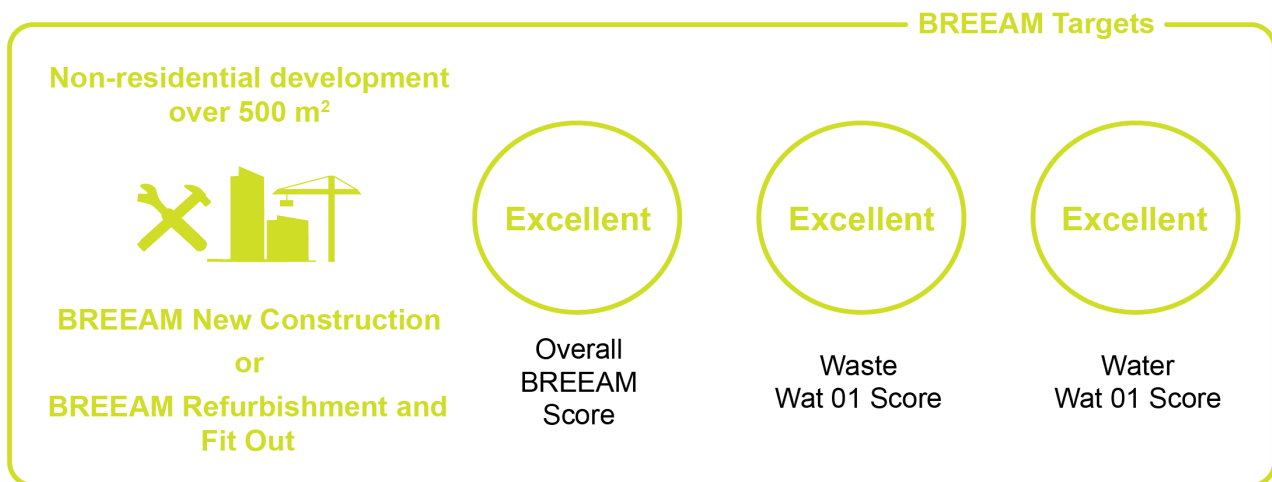 BREEAM Targets
Non-residential development
over 500 m²
BREEAM New Construction
or
BREEAM Refurbishment and
Fit Out
Excellent
Overall
BREEAM
Score
Excellent
Waste
Wat 01 Score
Excellent
Water
Wat 01 Score